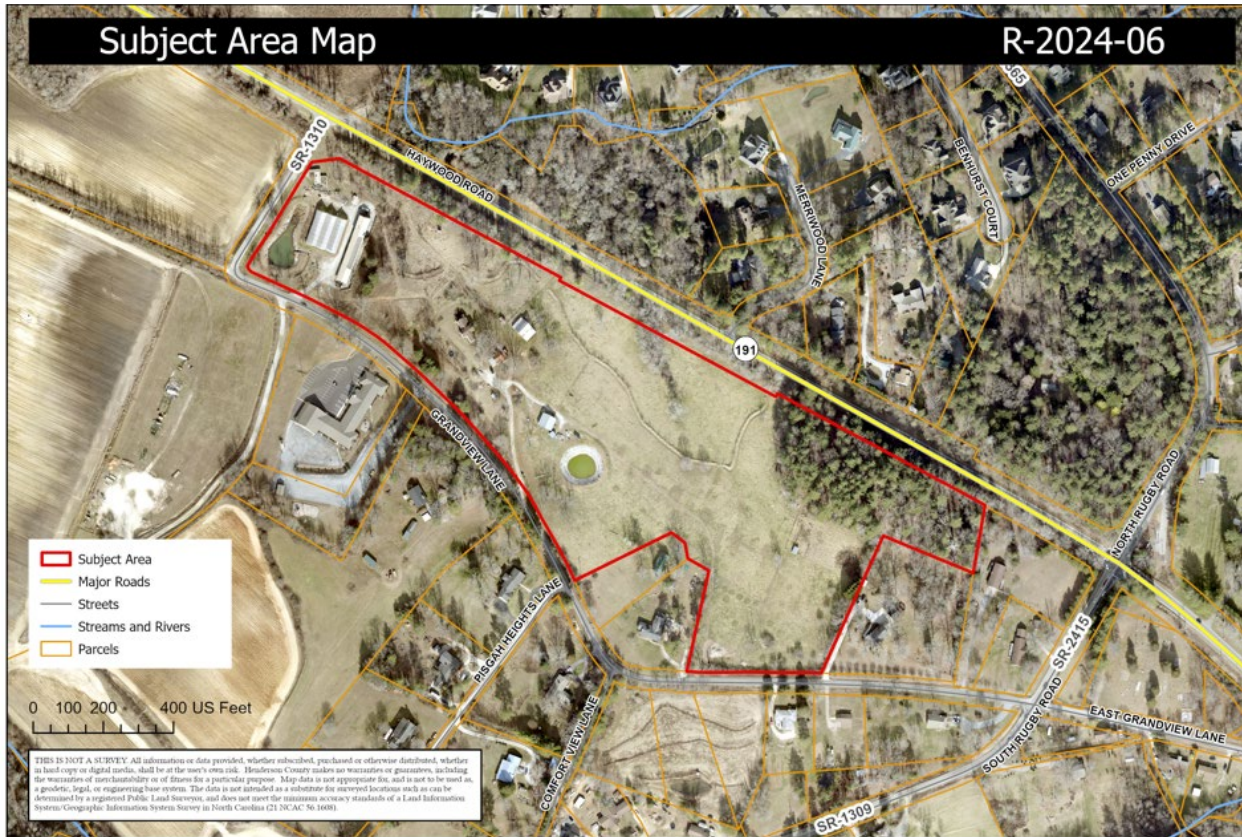 Subject Area Map
R-2024-06
SR-1310
HAYWOOD ROAD
MERRIWOOD LANE
BENHURST COURT
ONE PENNY DRIVE
191
GRANDVIEW LANE
NORTH RUGBY ROAD
PISGAH HEIGHTS LANE
COMFORT VIEW LANE
SR-2415
SOUTH RUGBY ROAD
EAST GRANDVIEW LANE
SR-1309
Subject Area
Major Roads
Streets
Streams and Rivers
Parcels
0 100 200 400 US Feet
THIS IS NOT A SURVEY. All information or data provided, whether subscribed, purchased or otherwise distributed, whether
in hard copy or digital media, shall be at the user's own risk. Henderson County makes no warranties or guarantees, including
the warranties of merchantability or of fitness for a particular purpose. Map data is not appropriate for, and is not to be used as,
a geodetic, legal, or engineering base system. The data is not intended as a substitute for surveyed locations such as can be
determined by a registered Public Land Surveyor, and does not meet the minimum accuracy standards of a Land Information
System/Geographic Information System Survey in North Carolina (21 NCAC 56.1608).